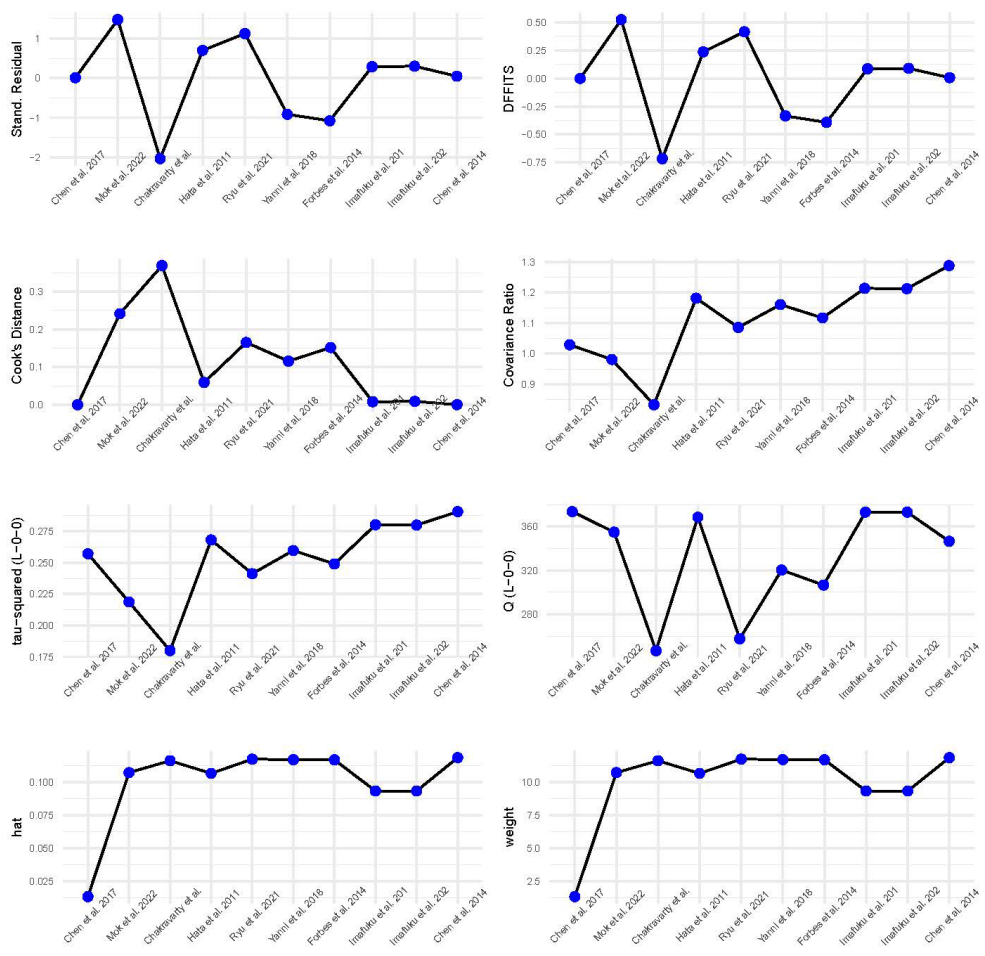 Stand. Residual
1
0
−1
−2
Chen et al. 2017
Mok et al. 2022
Chakravarty et al.
Hata et al. 2011
Ryu et al. 2021
Yanni et al. 2018
Forbes et al. 2014
Imafuku et al. 201
Imafuku et al. 202
Chen et al. 2014
DFFITS
0.50
0.25
0.00
−0.25
−0.50
−0.75
Chen et al. 2017
Mok et al. 2022
Chakravarty et al.
Hata et al. 2011
Ryu et al. 2021
Yanni et al. 2018
Forbes et al. 2014
Imafuku et al. 201
Imafuku et al. 202
Chen et al. 2014
Cook's Distance
0.3
0.2
0.1
0.0
Chen et al. 2017
Mok et al. 2022
Chakravarty et al.
Hata et al. 2011
Ryu et al. 2021
Yanni et al. 2018
Forbes et al. 2014
Imafuku et al. 201
Imafuku et al. 202
Chen et al. 2014
Covariance Ratio
1.3
1.2
1.1
1.0
0.9
Chen et al. 2017
Mok et al. 2022
Chakravarty et al.
Hata et al. 2011
Ryu et al. 2021
Yanni et al. 2018
Forbes et al. 2014
Imafuku et al. 201
Imafuku et al. 202
Chen et al. 2014
tau−squared (L−0−0)
0.275
0.250
0.225
0.200
0.175
Chen et al. 2017
Mok et al. 2022
Chakravarty et al.
Hata et al. 2011
Ryu et al. 2021
Yanni et al. 2018
Forbes et al. 2014
Imafuku et al. 201
Imafuku et al. 202
Chen et al. 2014
Q (L−0−0)
360
320
280
Chen et al. 2017
Mok et al. 2022
Chakravarty et al.
Hata et al. 2011
Ryu et al. 2021
Yanni et al. 2018
Forbes et al. 2014
Imafuku et al. 201
Imafuku et al. 202
Chen et al. 2014
hat
0.100
0.075
0.050
0.025
Chen et al. 2017
Mok et al. 2022
Chakravarty et al.
Hata et al. 2011
Ryu et al. 2021
Yanni et al. 2018
Forbes et al. 2014
Imafuku et al. 201
Imafuku et al. 202
Chen et al. 2014
weight
10.0
7.5
5.0
2.5
Chen et al. 2017
Mok et al. 2022
Chakravarty et al.
Hata et al. 2011
Ryu et al. 2021
Yanni et al. 2018
Forbes et al. 2014
Imafuku et al. 201
Imafuku et al. 202
Chen et al. 2014